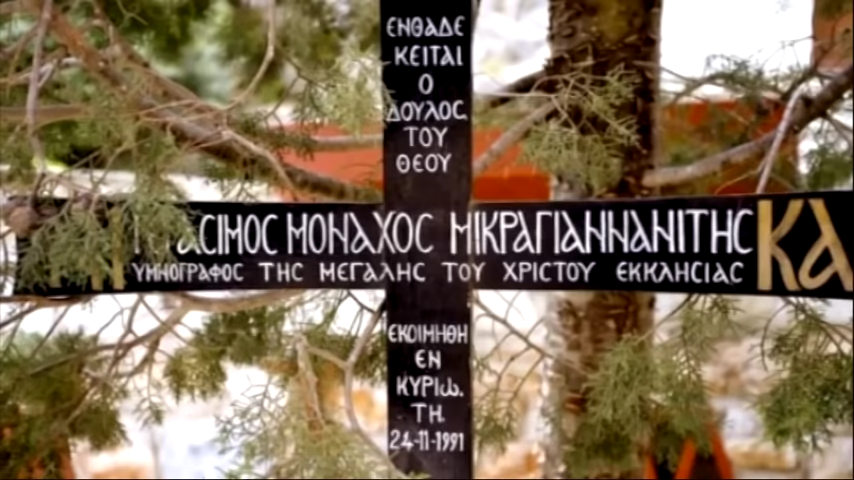 ΕΝΘΑΔΕ
ΚΕΙΤΑΙ
Ο
ΔΟΥΛΟΣ
ΤΟΥ
ΘΕΟΥ
ΜΟΝΑΧΟΣ ΜΙΚΡΑΓΙΑΝΝΑΝΙΤΗΣ ΚΑ
ΥΜΝΟΓΡΑΦΟΣ ΤΗΣ ΜΕΓΑΛΗΣ ΤΟΥ ΧΡΙΣΤΟΥ ΕΚΚΛΗΣΙΑΣ
ΕΚΟΙΜΗΘΗ
ΕΝ
ΚΥΡΙω.
ΤΗ.
24-11-1991